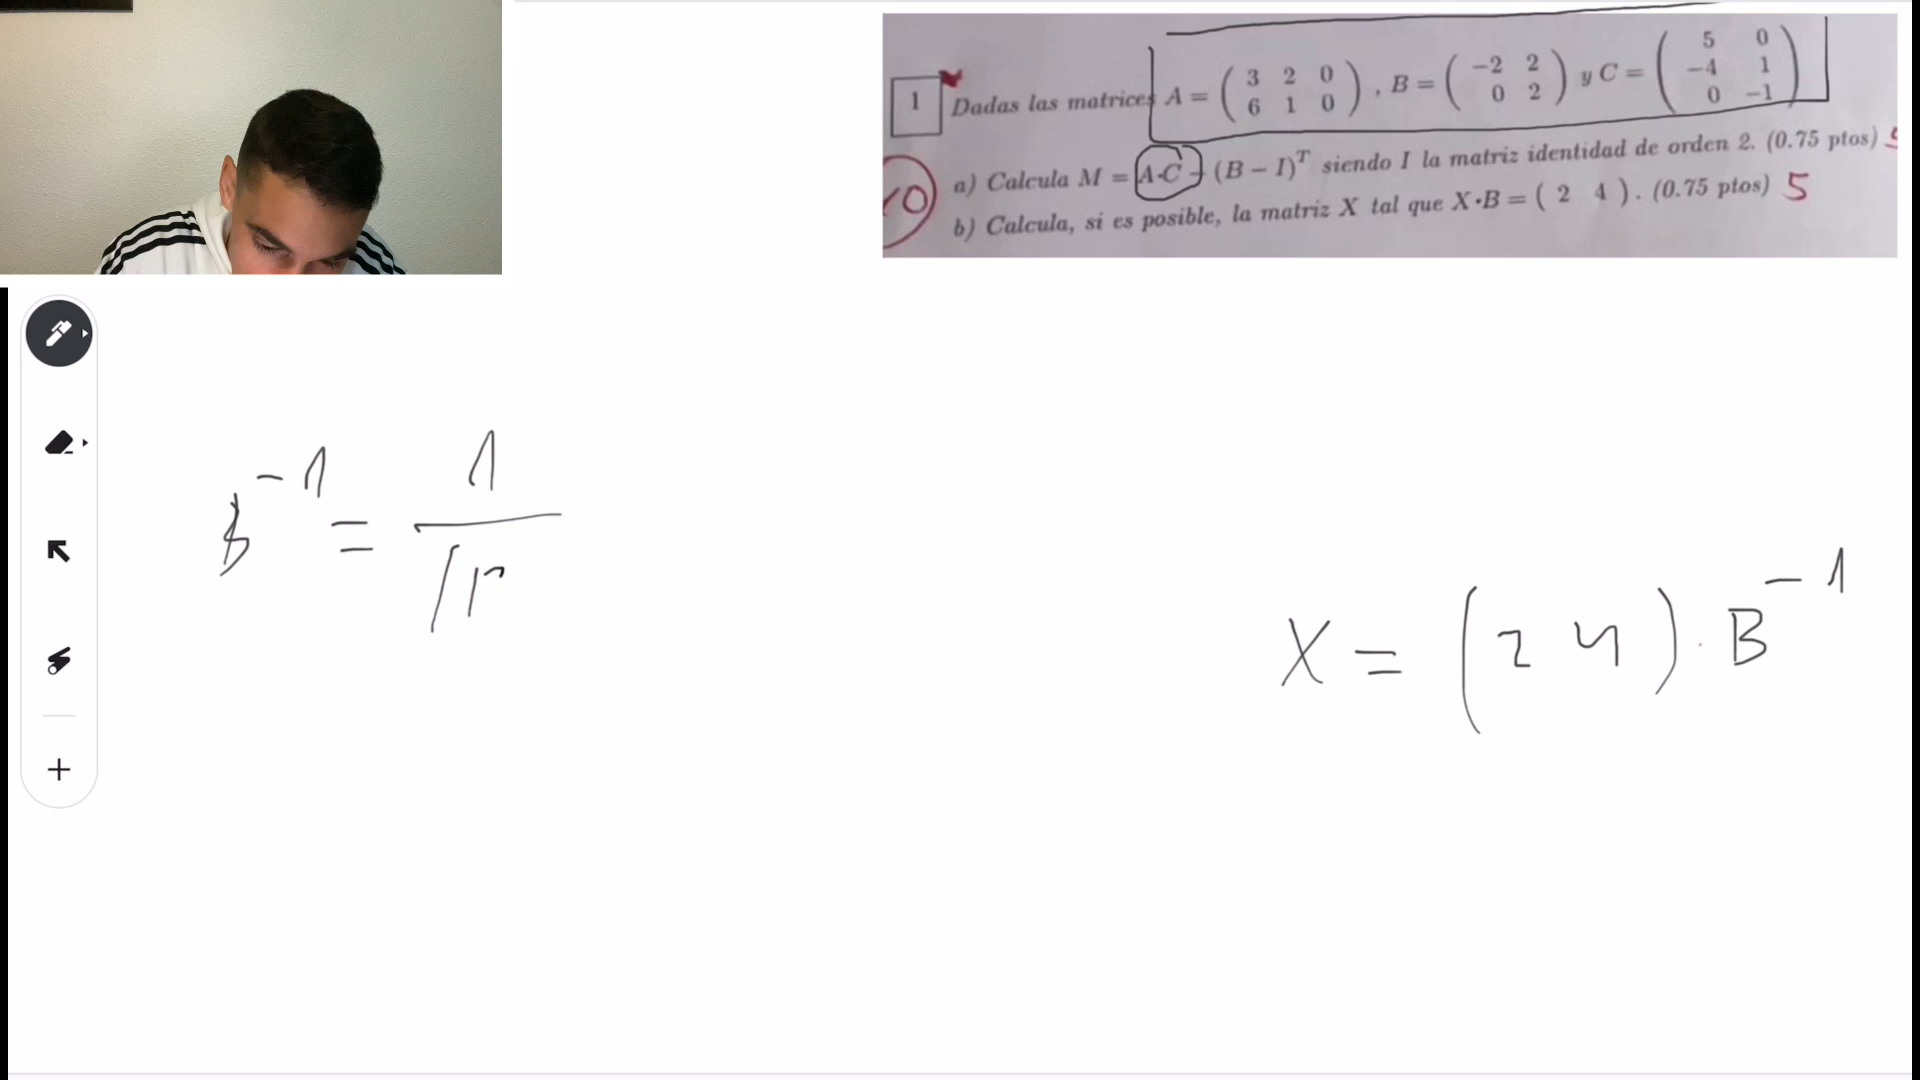 1 Dadas las matrices A = ( 3 2 0 ; 6 1 0 ) , B = ( −2 2 ; 0 2 ) y C = ( 5 0 ; −4 1 ; 0 −1 )
a) Calcula M = A·C − (B − I)^T siendo I la matriz identidad de orden 2. (0.75 ptos)
b) Calcula, si es posible, la matriz X tal que X·B = ( 2 4 ) . (0.75 ptos) 5
10
B^-1 = 1 / |
X = (2 4) · B^-1